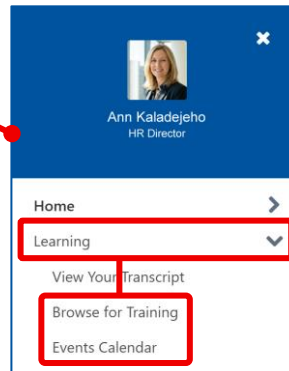 Ann Kaladejeho
HR Director
Home
Learning
View Your Transcript
Browse for Training
Events Calendar